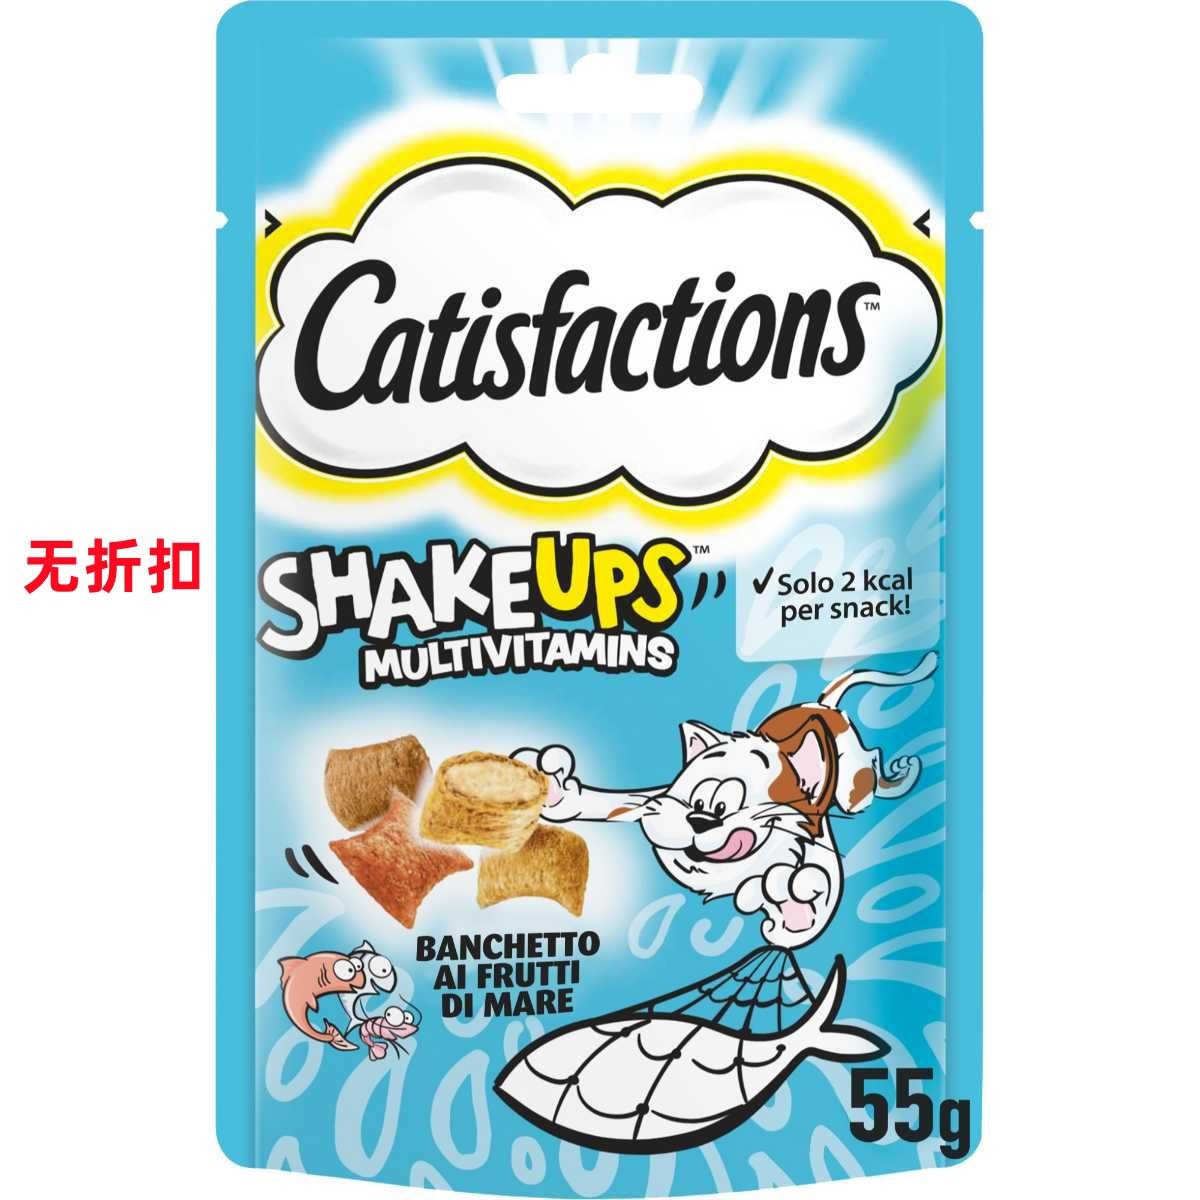 Catisfactions™
无折扣
SHAKEUPS™
MULTIVITAMINS
✓Solo 2 kcal
per snack!
BANCHETTO
AI FRUTTI
DI MARE
55g